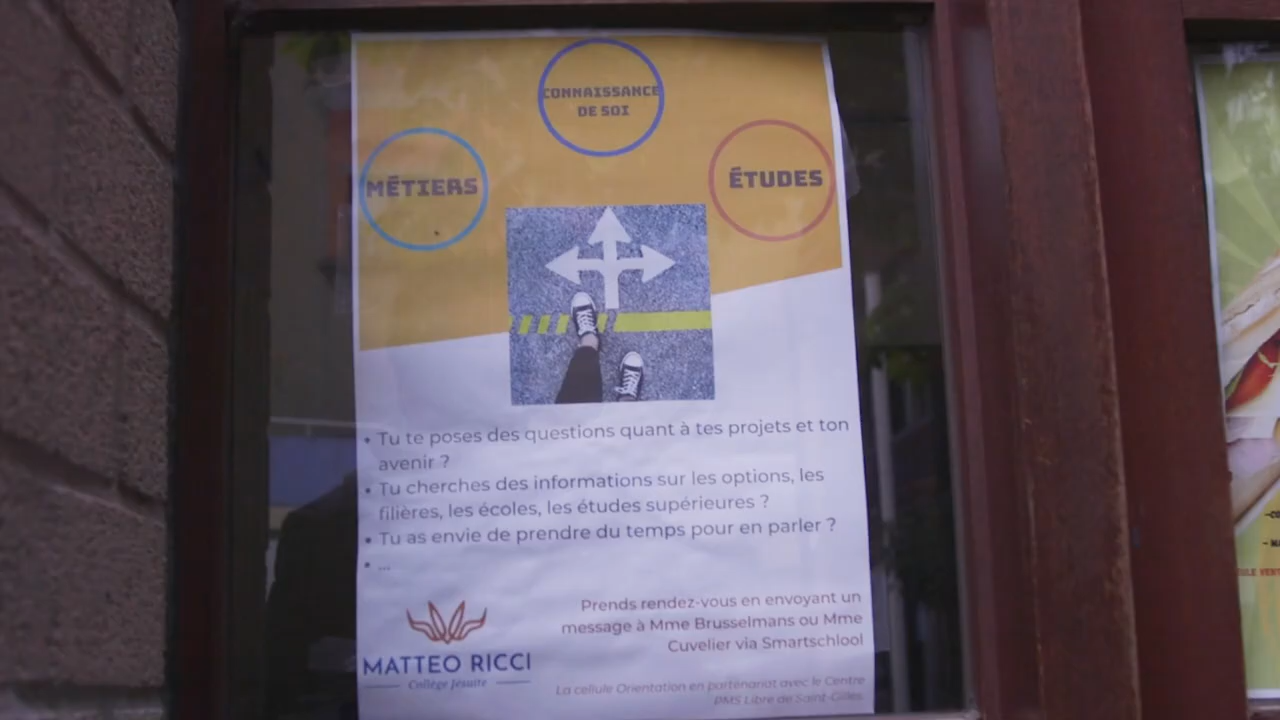 CONNAISSANCE
DE SOI
MÉTIERS
ÉTUDES
• Tu te poses des questions quant à tes projets et ton
avenir ?
• Tu cherches des informations sur les options, les
filières, les écoles, les études supérieures ?
• Tu as envie de prendre du temps pour en parler ?
• ...
Prends rendez-vous en envoyant un
message à Mme Brusselmans ou Mme
Cuvelier via Smartschlool
MATTEO RICCI
Collège Jésuite
La cellule Orientation en partenariat avec le Centre
PMS Libre de Saint-Gilles.